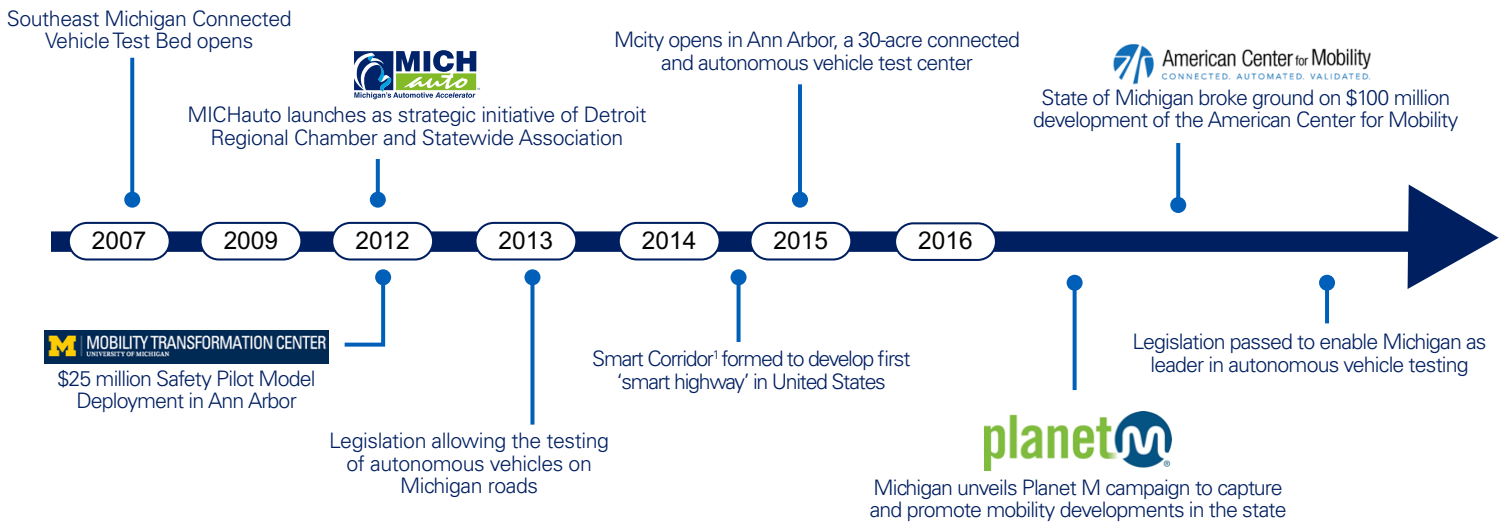 Southeast Michigan Connected
Vehicle Test Bed opens
MICH
auto
Michigan's Automotive Accelerator
MICHauto launches as strategic initiative of Detroit
Regional Chamber and Statewide Association
Mcity opens in Ann Arbor, a 30-acre connected
and autonomous vehicle test center
American Center for Mobility
CONNECTED. AUTOMATED. VALIDATED.
State of Michigan broke ground on $100 million
development of the American Center for Mobility
2007
2009
2012
2013
2014
2015
2016
M MOBILITY TRANSFORMATION CENTER
UNIVERSITY OF MICHIGAN
$25 million Safety Pilot Model
Deployment in Ann Arbor
Legislation allowing the testing
of autonomous vehicles on
Michigan roads
Smart Corridor¹ formed to develop first
‘smart highway’ in United States
planet M®
Michigan unveils Planet M campaign to capture
and promote mobility developments in the state
Legislation passed to enable Michigan as
leader in autonomous vehicle testing